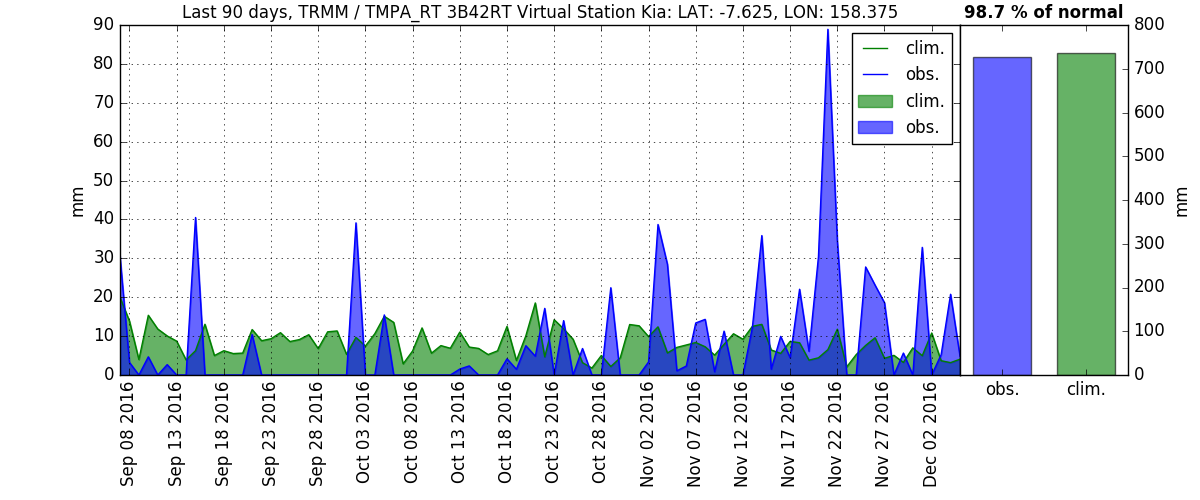 Last 90 days, TRMM / TMPA_RT 3B42RT Virtual Station Kia: LAT: -7.625, LON: 158.375
98.7 % of normal
90
80
70
60
50
40
30
20
10
0
mm
clim.
obs.
clim.
obs.
800
700
600
500
400
300
200
100
0
mm
obs.
clim.
Sep 08 2016
Sep 13 2016
Sep 18 2016
Sep 23 2016
Sep 28 2016
Oct 03 2016
Oct 08 2016
Oct 13 2016
Oct 18 2016
Oct 23 2016
Oct 28 2016
Nov 02 2016
Nov 07 2016
Nov 12 2016
Nov 17 2016
Nov 22 2016
Nov 27 2016
Dec 02 2016